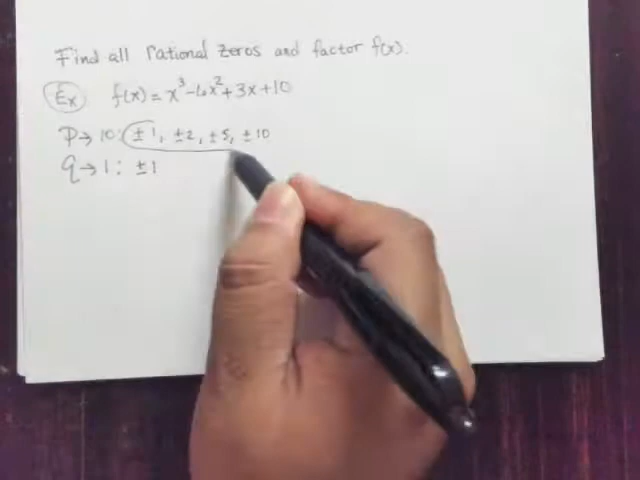 Find all rational zeros and factor f(x).
Ex f(x) = x³-6x²+3x+10
P→ 10: ±1, ±2, ±5, ±10
q→ 1: ±1